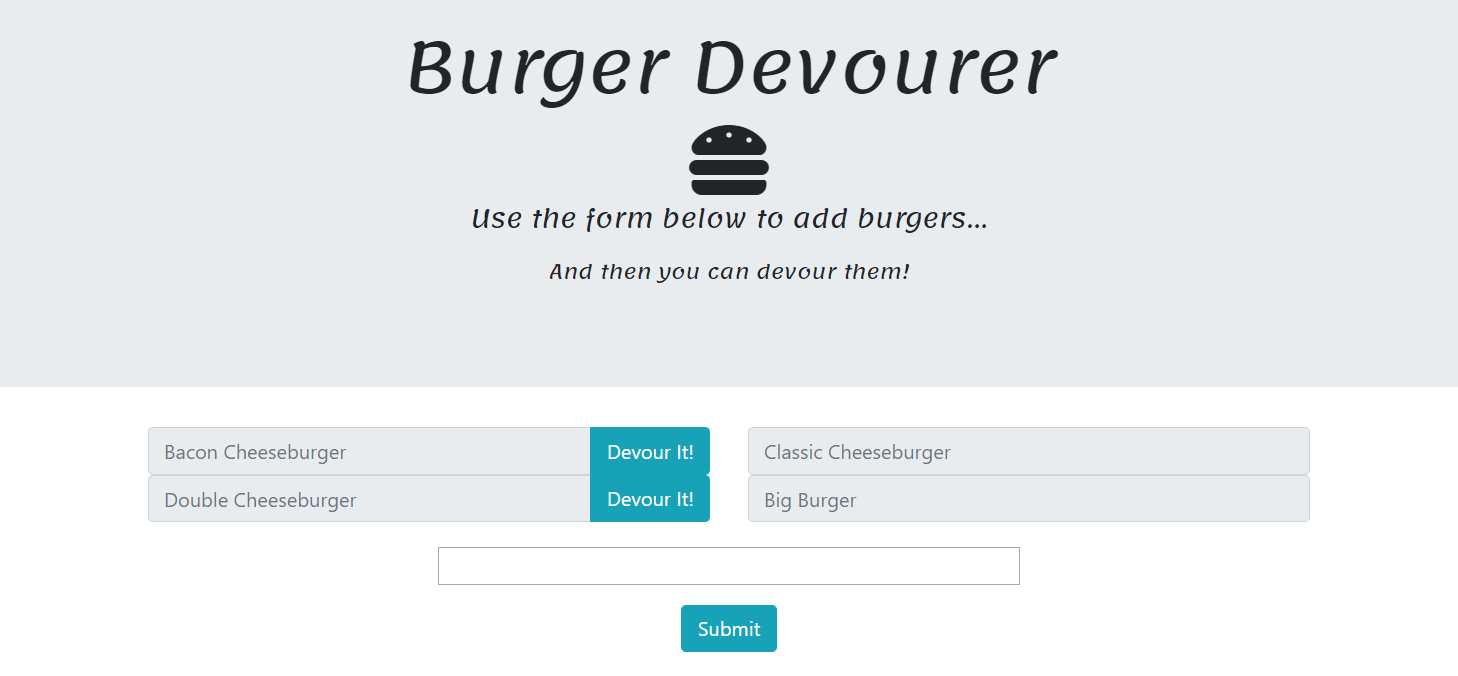 Burger Devourer
Use the form below to add burgers...
And then you can devour them!
Bacon Cheeseburger Devour It! Classic Cheeseburger
Double Cheeseburger Devour It! Big Burger
Submit